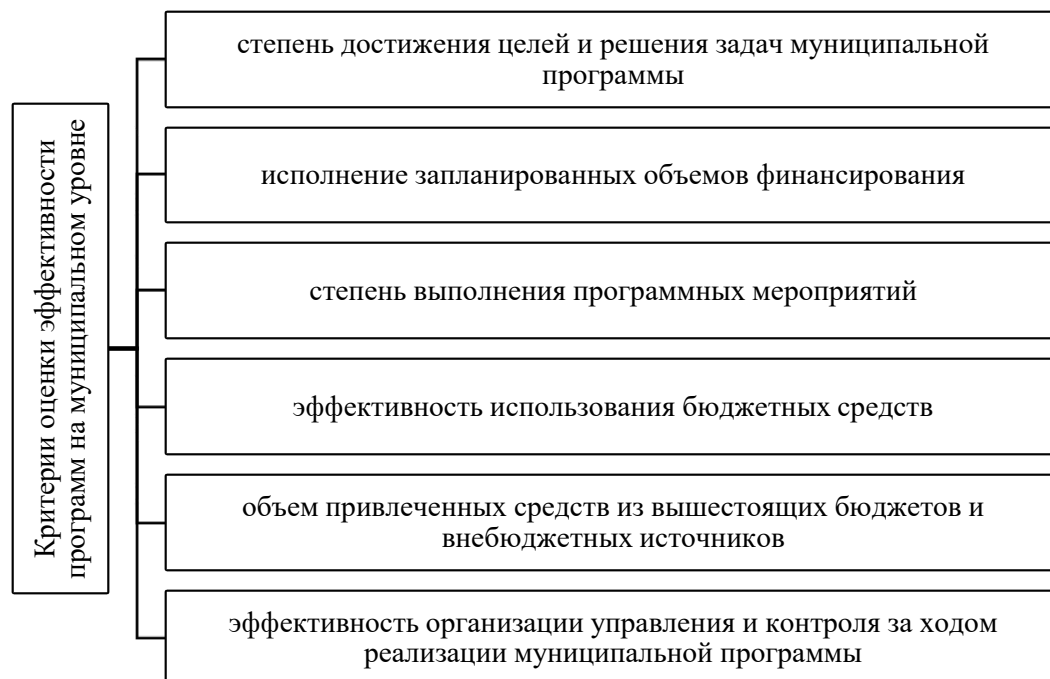 Критерии оценки эффективности
программ на муниципальном уровне
степень достижения целей и решения задач муниципальной
программы
исполнение запланированных объемов финансирования
степень выполнения программных мероприятий
эффективность использования бюджетных средств
объем привлеченных средств из вышестоящих бюджетов и
внебюджетных источников
эффективность организации управления и контроля за ходом
реализации муниципальной программы